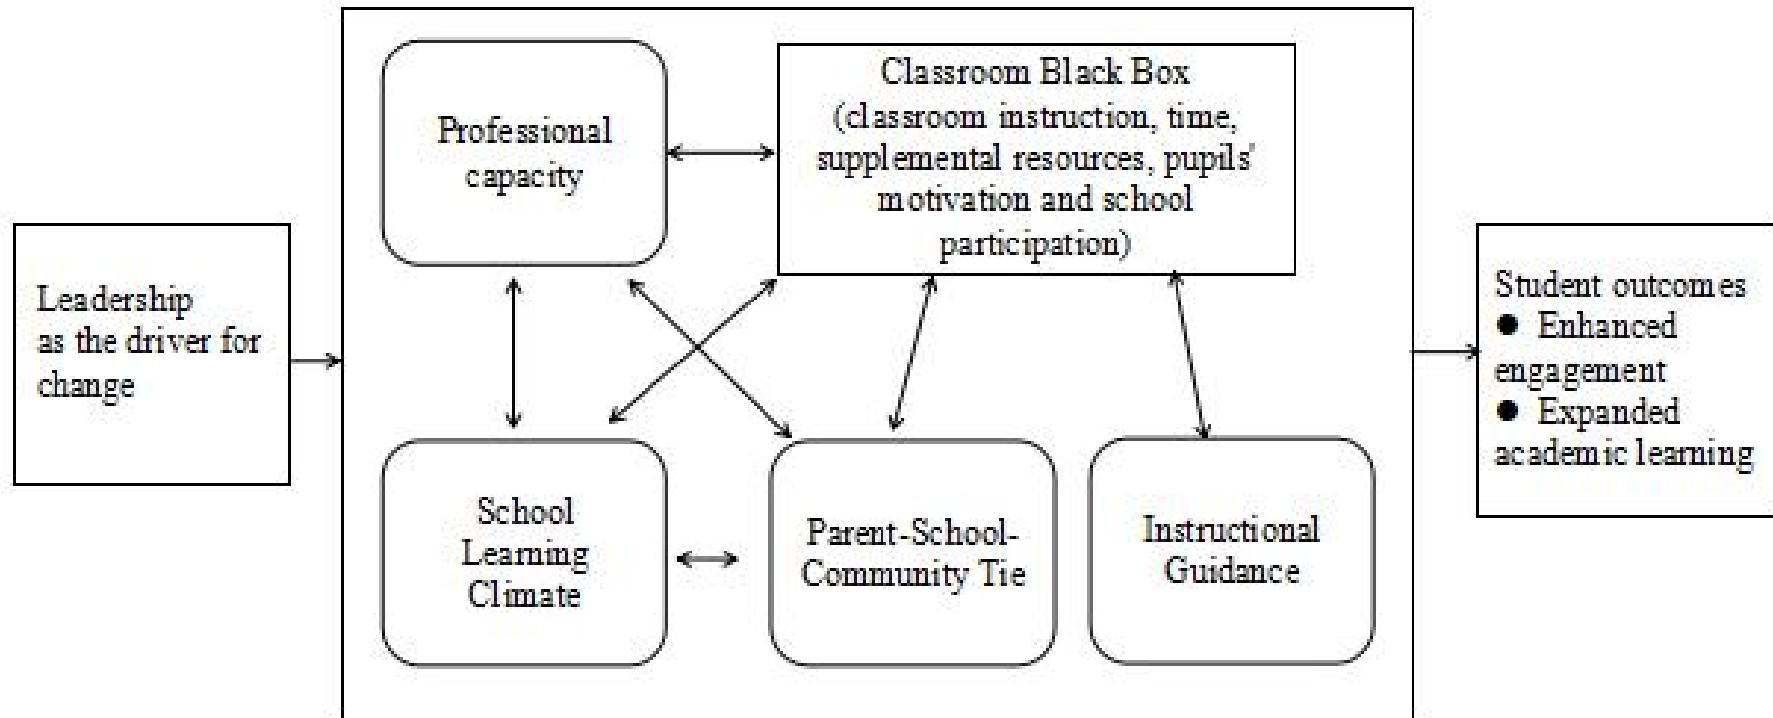 Leadership
as the driver for
change
Professional
capacity
Classroom Black Box
(classroom instruction, time,
supplemental resources, pupils'
motivation and school
participation)
School
Learning
Climate
Parent-School-
Community Tie
Instructional
Guidance
Student outcomes
● Enhanced
engagement
● Expanded
academic learning